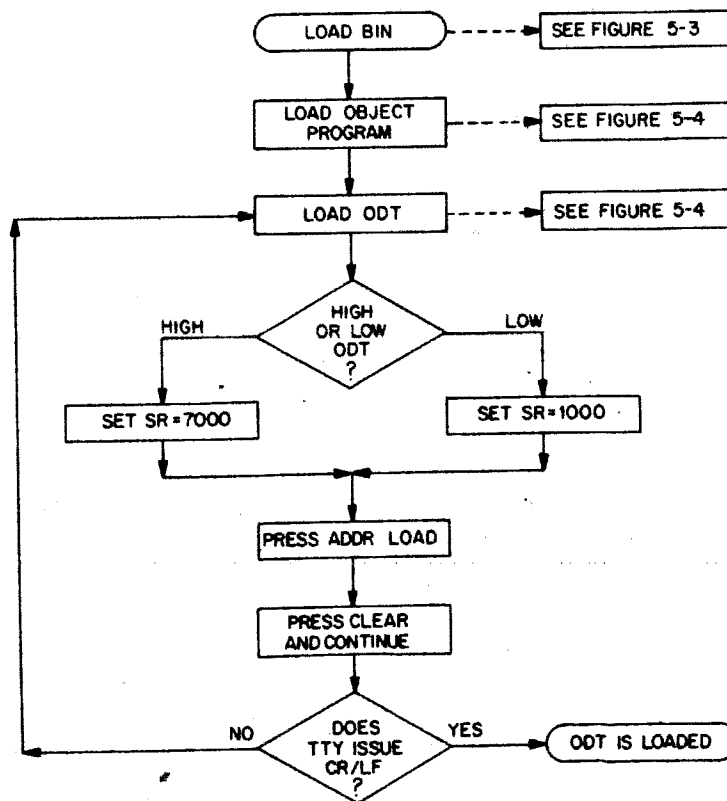 LOAD BIN
SEE FIGURE 5-3
LOAD OBJECT
PROGRAM
SEE FIGURE 5-4
LOAD ODT
SEE FIGURE 5-4
HIGH
OR LOW
ODT
?
HIGH
LOW
SET SR=7000
SET SR=1000
PRESS ADDR LOAD
PRESS CLEAR
AND CONTINUE
DOES
TTY ISSUE
CR/LF
?
NO
YES
ODT IS LOADED